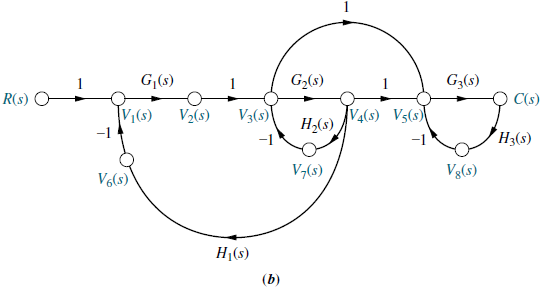 1
1 G₁(s) 1 G₂(s) 1 G₃(s)
R(s) V₁(s) V₂(s) V₃(s) V₄(s) V₅(s) C(s)
−1 −1 H₂(s) −1 H₃(s)
V₆(s) V₇(s) V₈(s)
H₁(s)
(b)